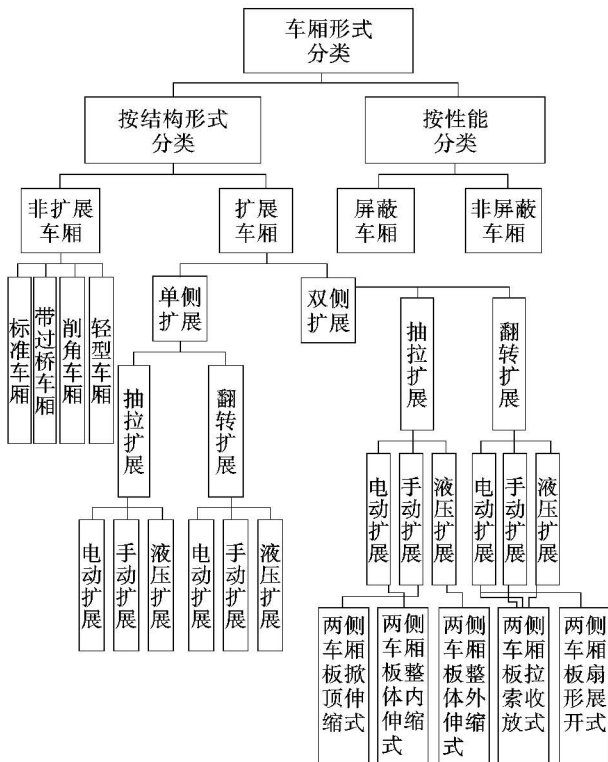 车厢形式
分类
按结构形式
分类
按性能
分类
非扩展
车厢
扩展
车厢
屏蔽
车厢
非屏蔽
车厢
标准车厢
带过桥车厢
削角车厢
轻型车厢
单侧
扩展
双侧
扩展
抽拉扩展
翻转扩展
电动扩展
手动扩展
液压扩展
电动扩展
手动扩展
液压扩展
抽拉扩展
翻转扩展
电动扩展
手动扩展
液压扩展
电动扩展
手动扩展
液压扩展
两侧车厢板掀顶伸缩式
两侧车厢板整体内伸缩式
两侧车厢板整体外伸缩式
两侧车厢板拉索收放式
两侧车厢板扇形展开式